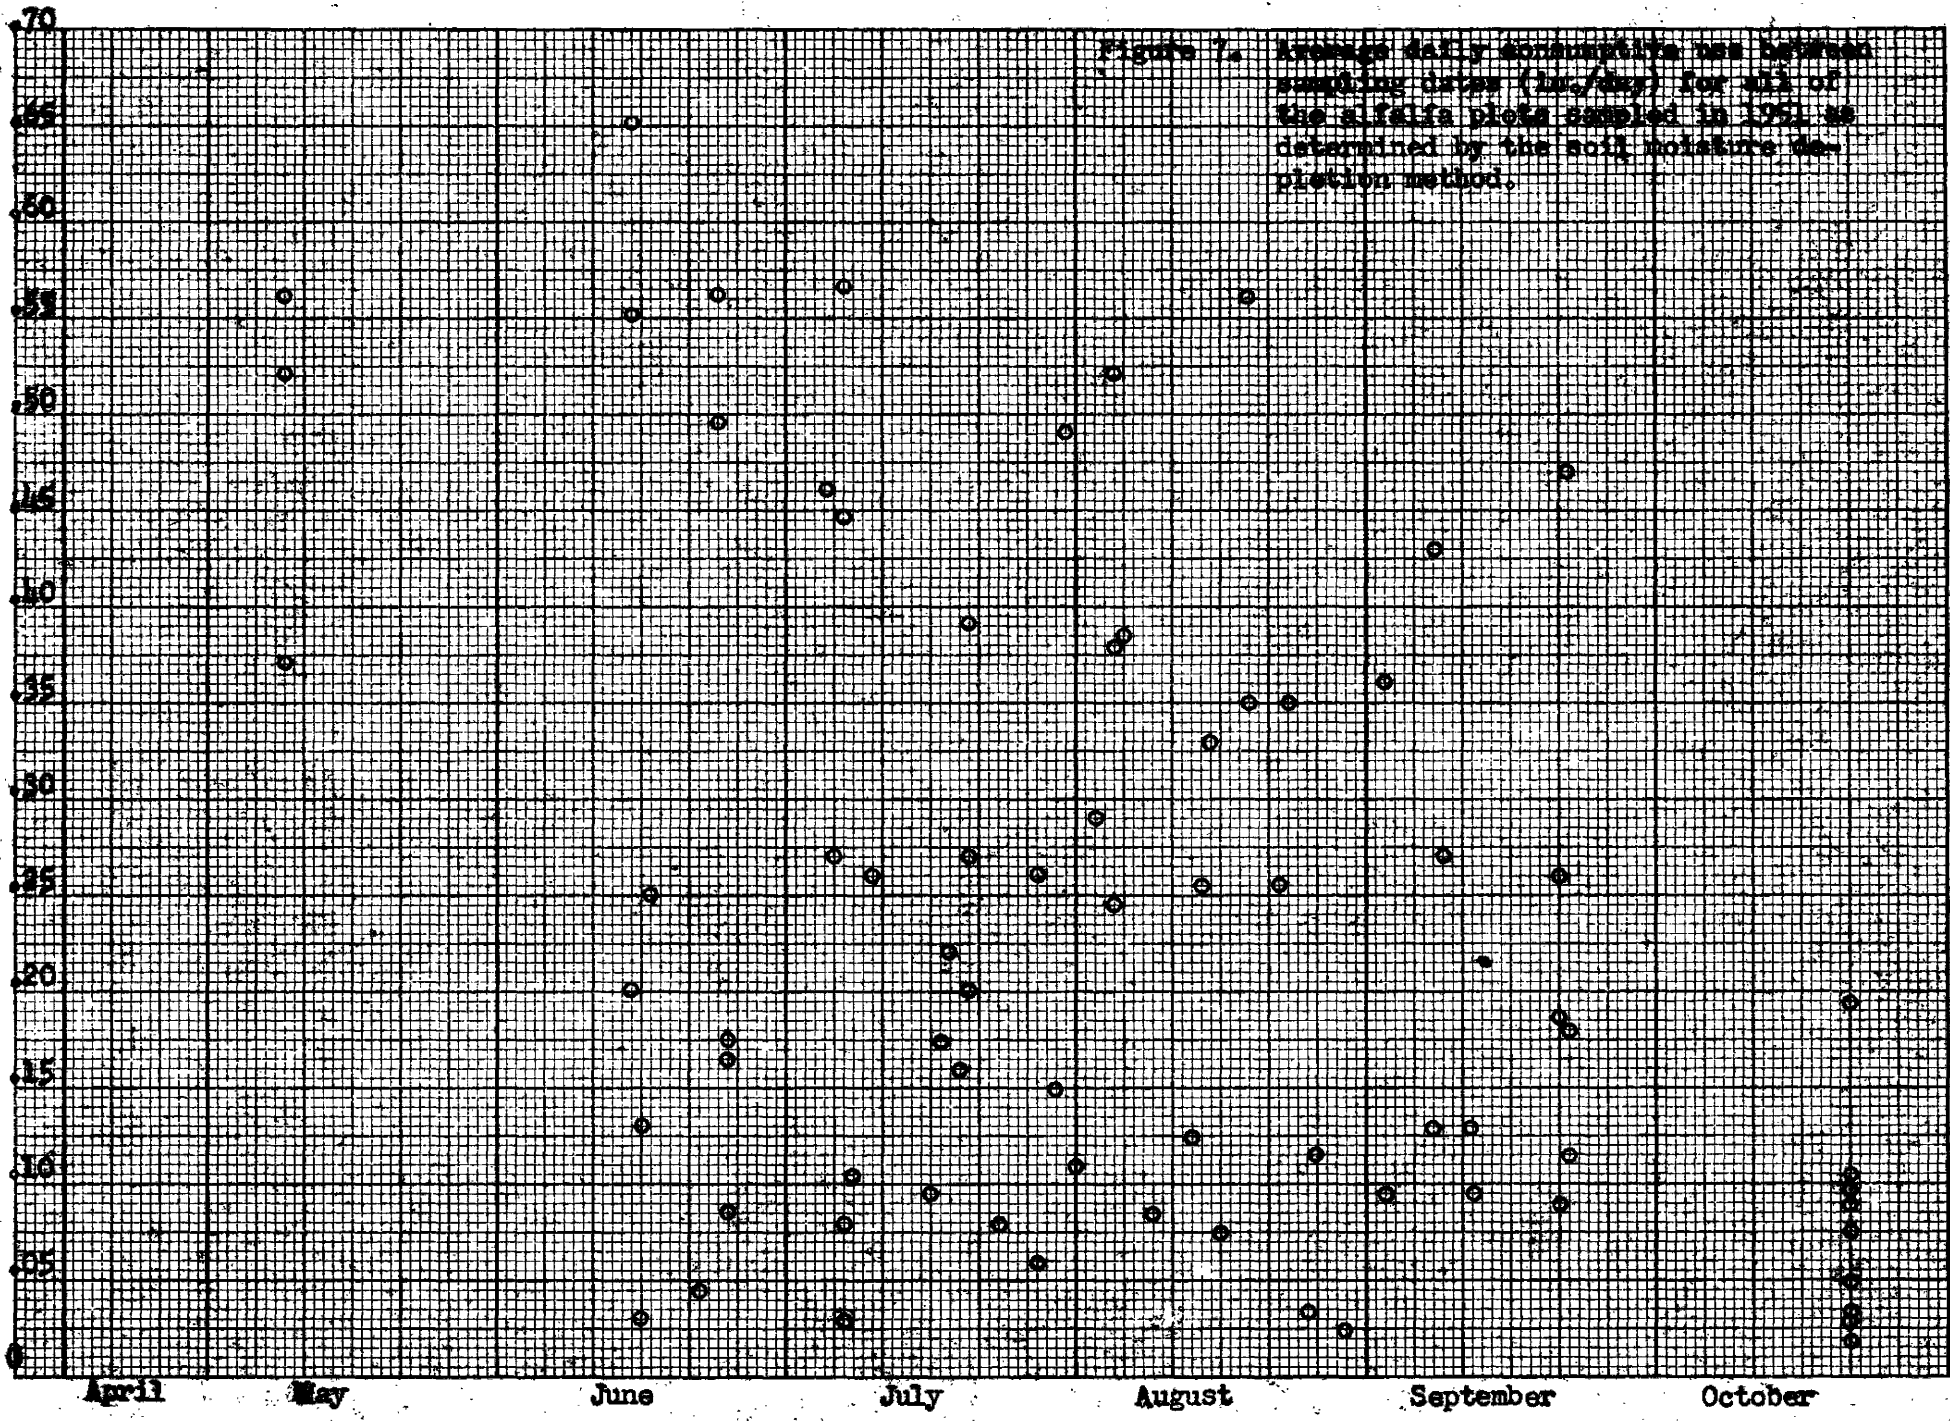 .70
Figure 7. Average daily consumptive use between
sampling dates (in./day) for all of
the alfalfa plots sampled in 1951 as
determined by the soil moisture de-
pletion method.
.65
.60
.55
.50
.45
.40
.35
.30
.25
.20
.15
.10
.05
0
April May June July August September October